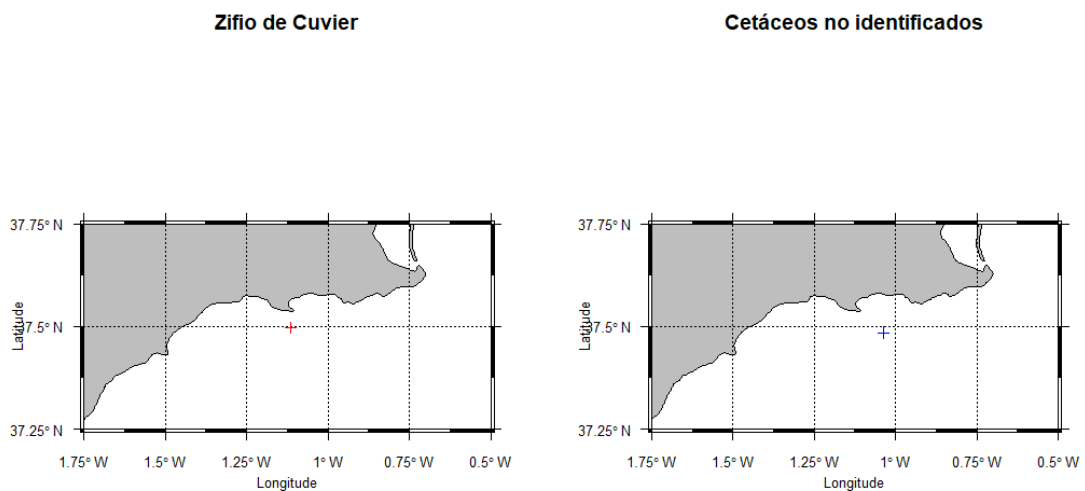 Zifio de Cuvier
Cetáceos no identificados
37.75° N
37.5° N
37.25° N
Latitude
1.75° W
1.5° W
1.25° W
1° W
0.75° W
0.5° W
Longitude
37.75° N
37.5° N
37.25° N
Latitude
1.75° W
1.5° W
1.25° W
1° W
0.75° W
0.5° W
Longitude